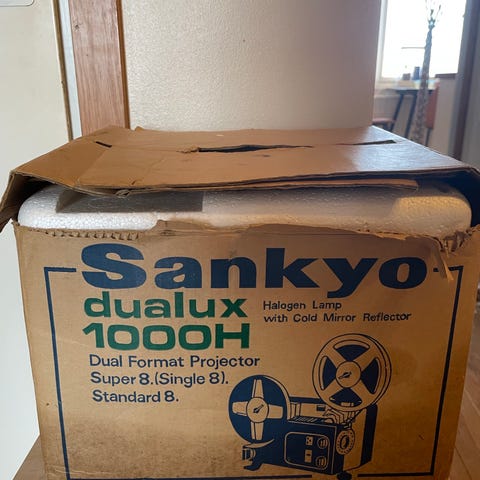 Sankyo
dualux
1000H
Halogen Lamp
with Cold Mirror Reflector
Dual Format Projector
Super 8.(Single 8).
Standard 8.